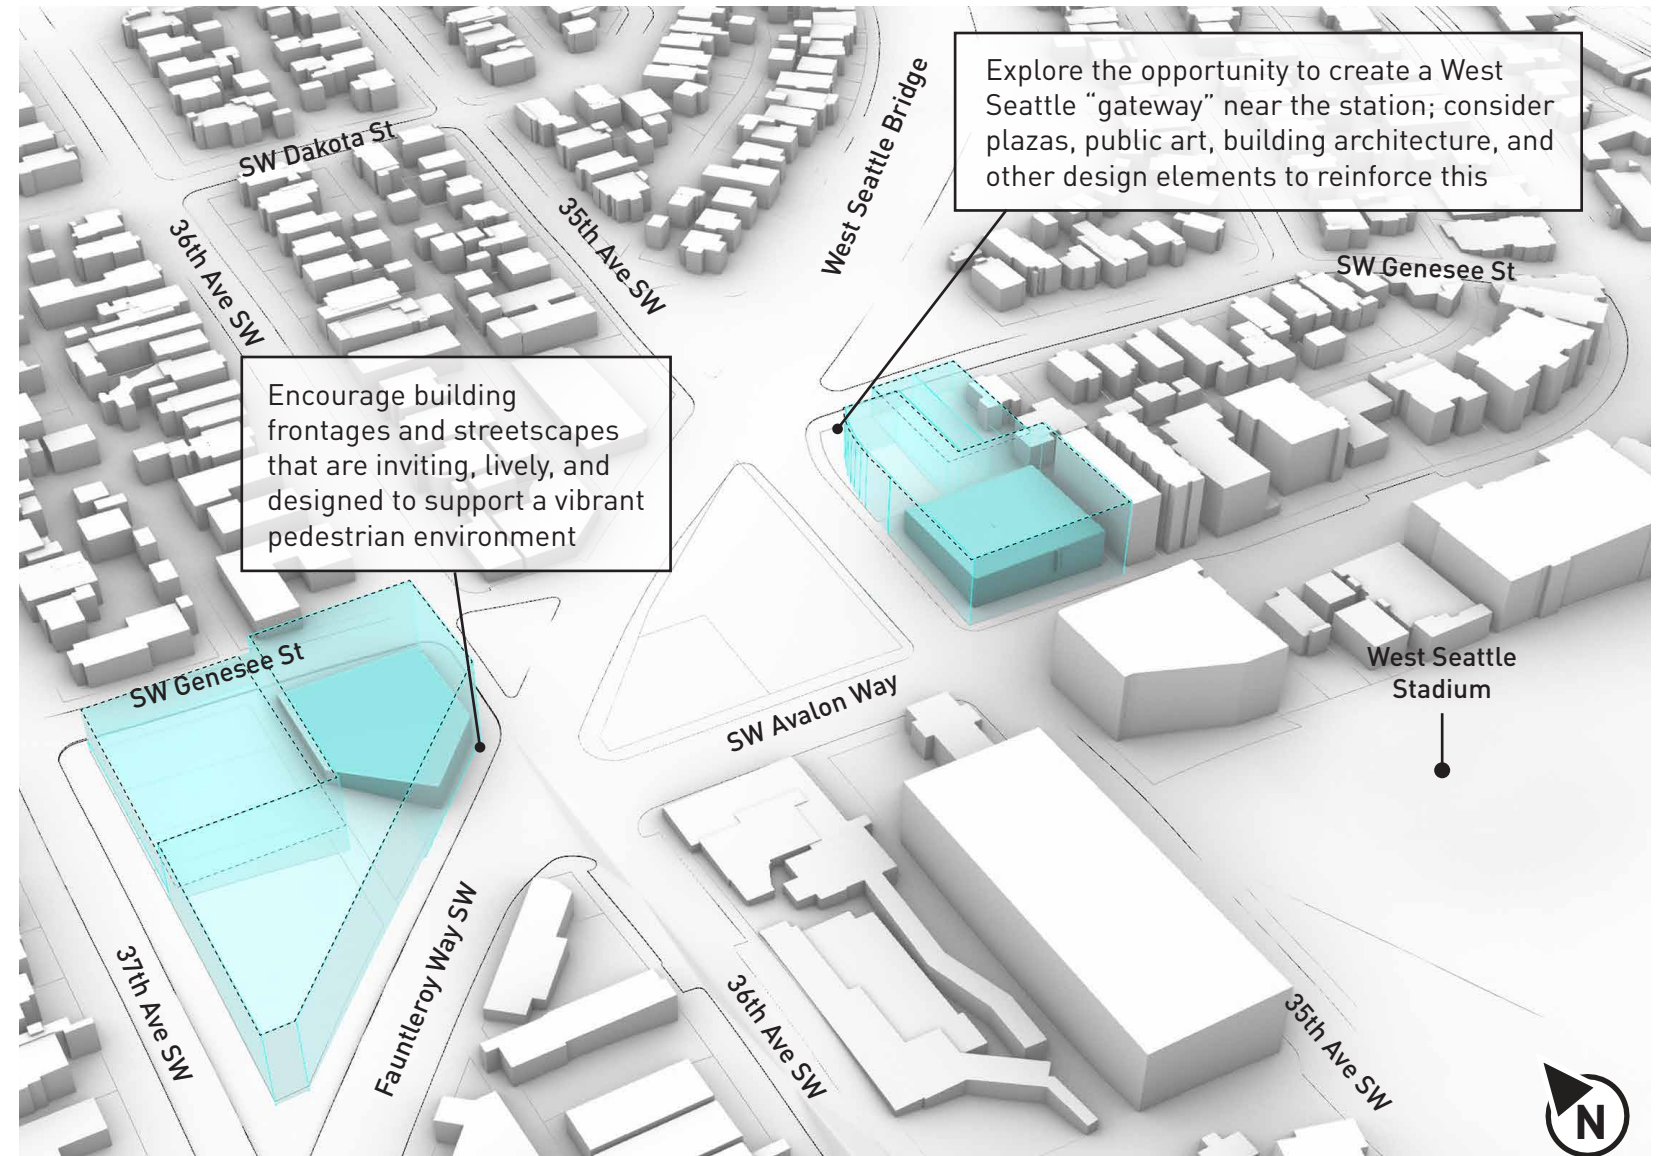 Explore the opportunity to create a West
Seattle “gateway” near the station; consider
plazas, public art, building architecture, and
other design elements to reinforce this
West Seattle Bridge
SW Dakota St
36th Ave SW
35th Ave SW
SW Genesee St
Encourage building
frontages and streetscapes
that are inviting, lively, and
designed to support a vibrant
pedestrian environment
SW Genesee St
West Seattle
Stadium
SW Avalon Way
37th Ave SW
Fauntleroy Way SW
36th Ave SW
35th Ave SW
N